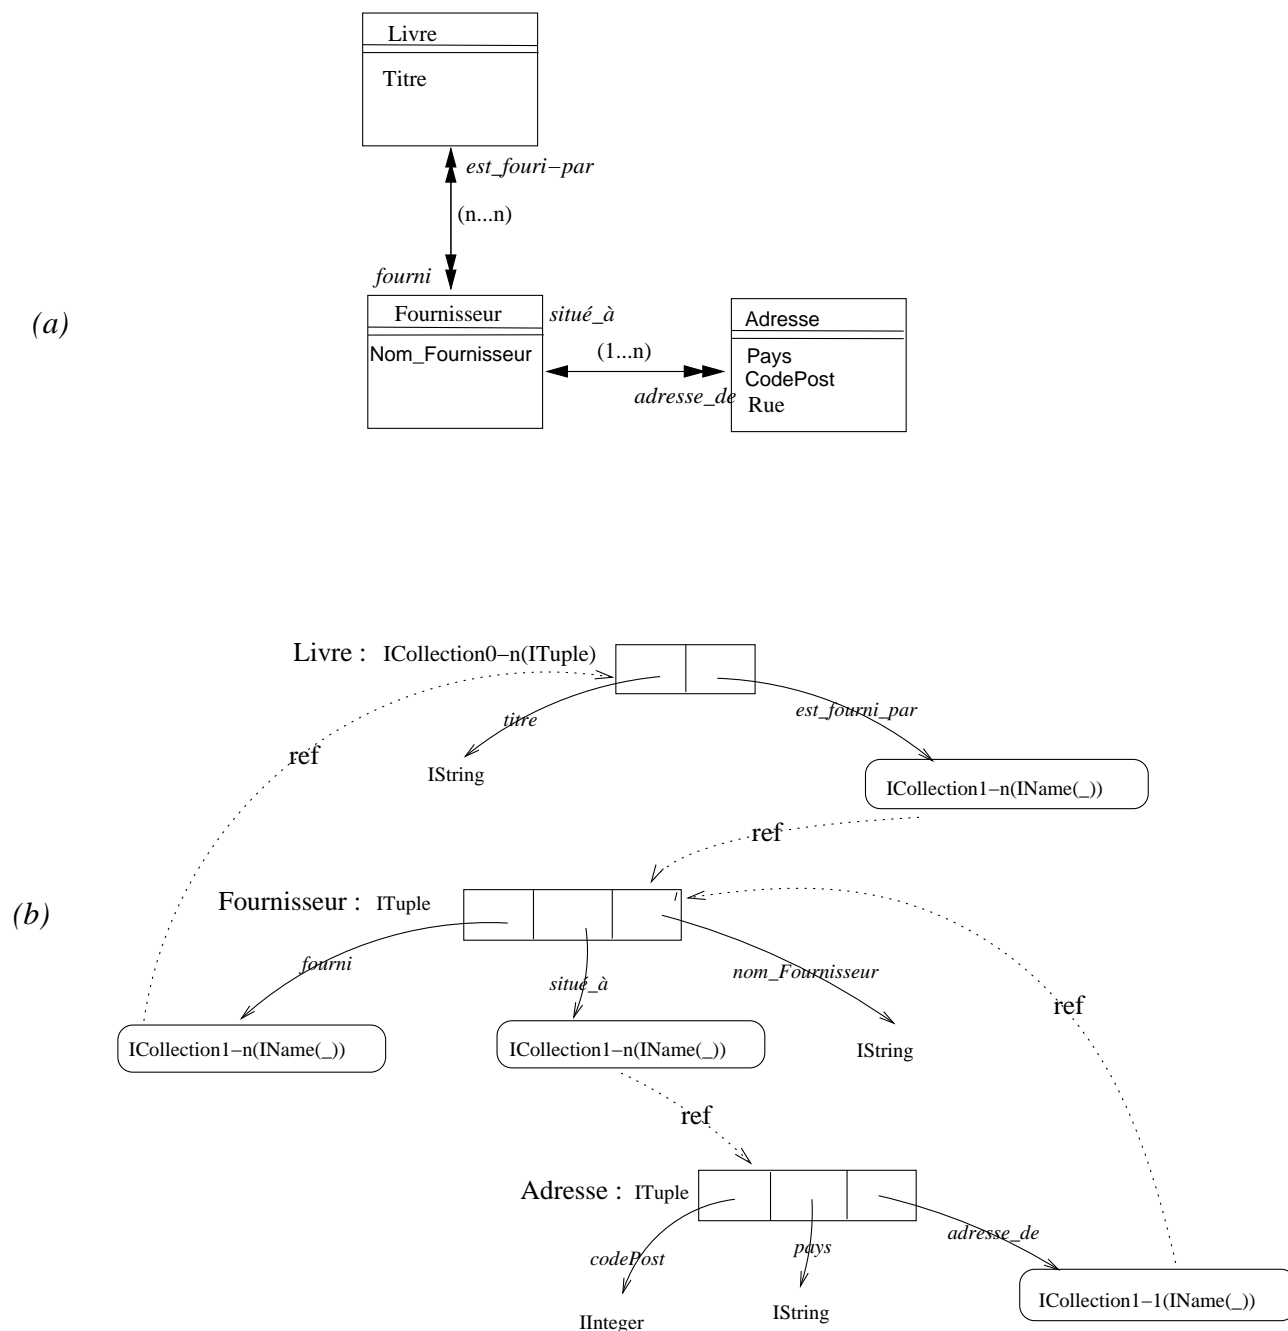 Livre
Titre
est_fouri−par
(n...n)
fourni
(a)
Fournisseur
situé_à
Adresse
Nom_Fournisseur
(1...n)
Pays
CodePost
adresse_de
Rue
Livre : ICollection0−n(ITuple)
titre
est_fourni_par
ref
IString
ICollection1−n(IName(_))
ref
(b)
Fournisseur : ITuple
fourni
situé_à
nom_Fournisseur
ref
ICollection1−n(IName(_))
ICollection1−n(IName(_))
IString
ref
Adresse : ITuple
codePost
pays
adresse_de
IInteger
IString
ICollection1−1(IName(_))